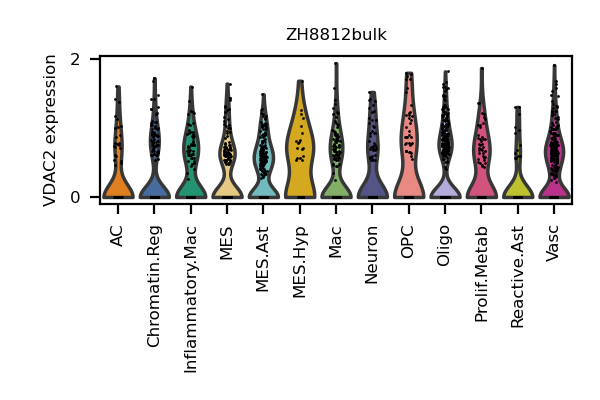 ZH8812bulk
VDAC2 expression
2
0
AC
Chromatin.Reg
Inflammatory.Mac
MES
MES.Ast
MES.Hyp
Mac
Neuron
OPC
Oligo
Prolif.Metab
Reactive.Ast
Vasc